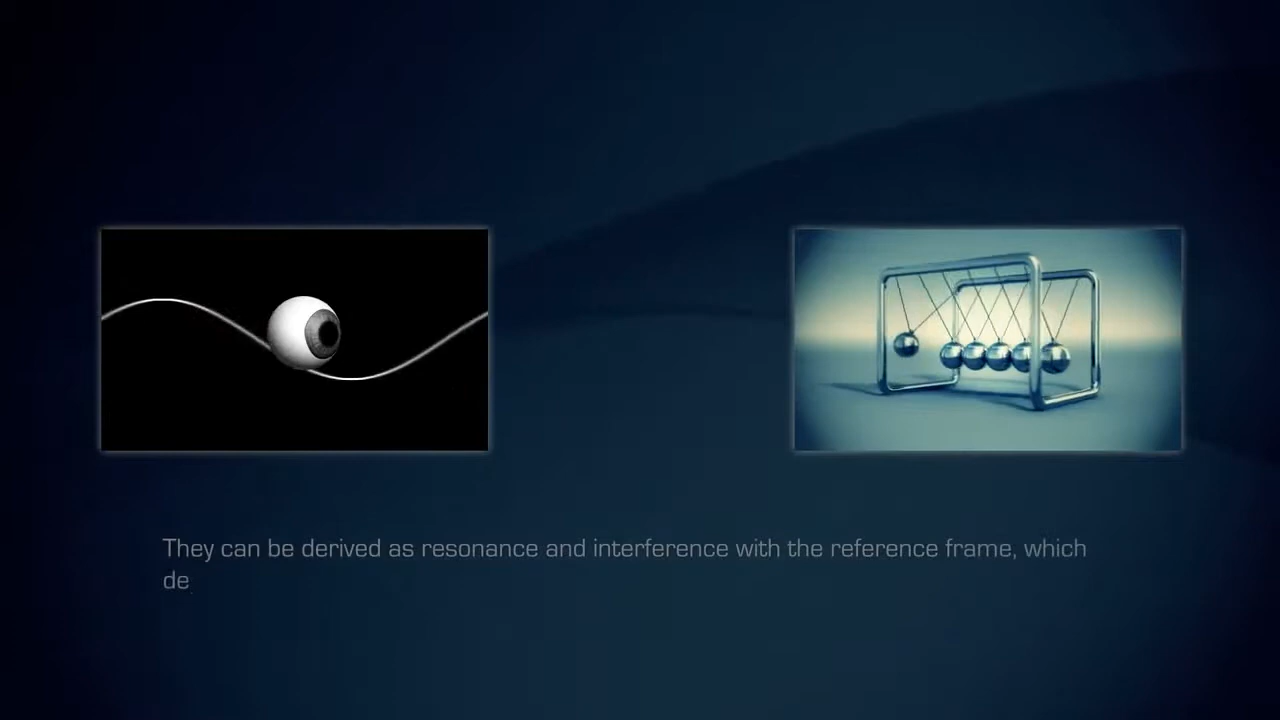 They can be derived as resonance and interference with the reference frame, which
de